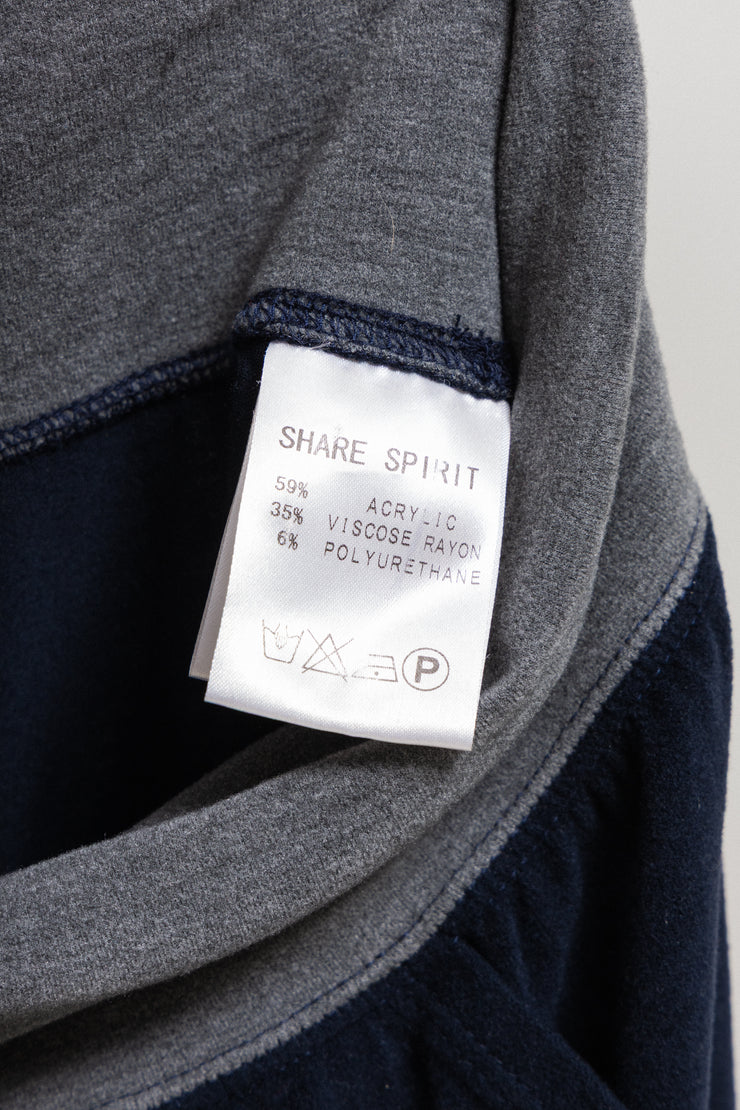 SHARE SPIRIT
59% ACRYLIC
35% VISCOSE RAYON
6% POLYURETHANE
P